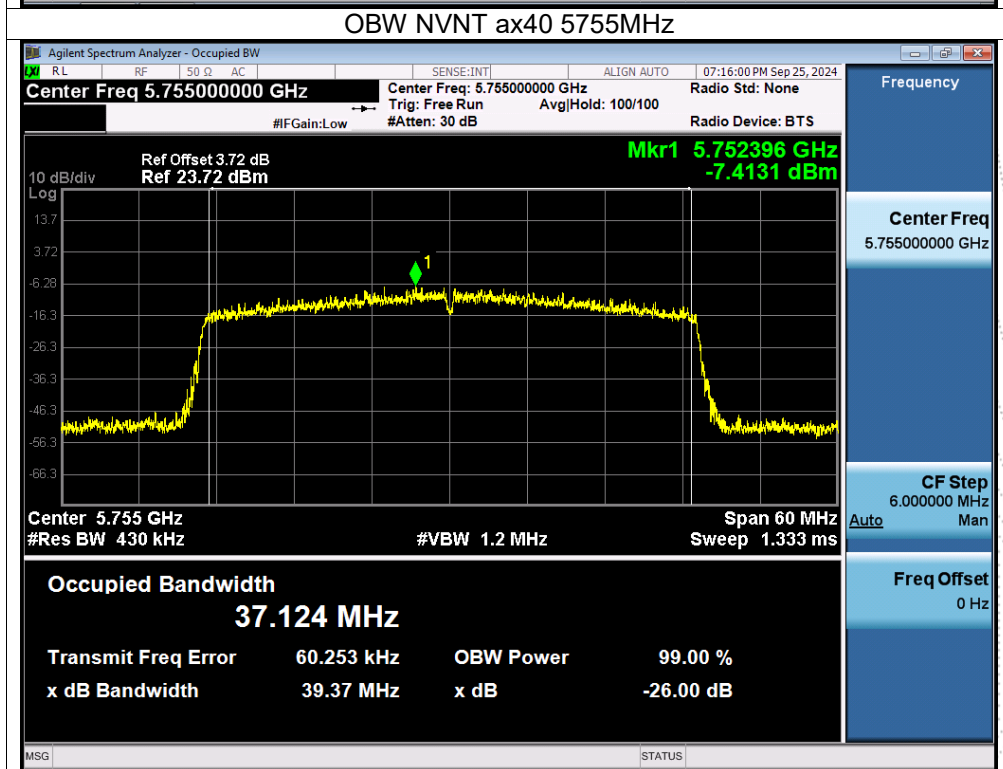 OBW NVNT ax40 5755MHz
Agilent Spectrum Analyzer - Occupied BW
LXI RL RF 50 Ω AC SENSE:INT ALIGN AUTO 07:16:00 PM Sep 25, 2024
Center Freq 5.755000000 GHz
Center Freq: 5.755000000 GHz Radio Std: None
Trig: Free Run Avg|Hold: 100/100
#IFGain:Low #Atten: 30 dB Radio Device: BTS
Ref Offset 3.72 dB Mkr1 5.752396 GHz
10 dB/div Ref 23.72 dBm -7.4131 dBm
Log
13.7
3.72
1
-6.28
-16.3
-26.3
-36.3
-46.3
-56.3
-66.3
Center 5.755 GHz Span 60 MHz
#Res BW 430 kHz #VBW 1.2 MHz Sweep 1.333 ms
Occupied Bandwidth
37.124 MHz
Transmit Freq Error 60.253 kHz OBW Power 99.00 %
x dB Bandwidth 39.37 MHz x dB -26.00 dB
MSG STATUS
Frequency
Center Freq
5.755000000 GHz
CF Step
6.000000 MHz
Auto Man
Freq Offset
0 Hz